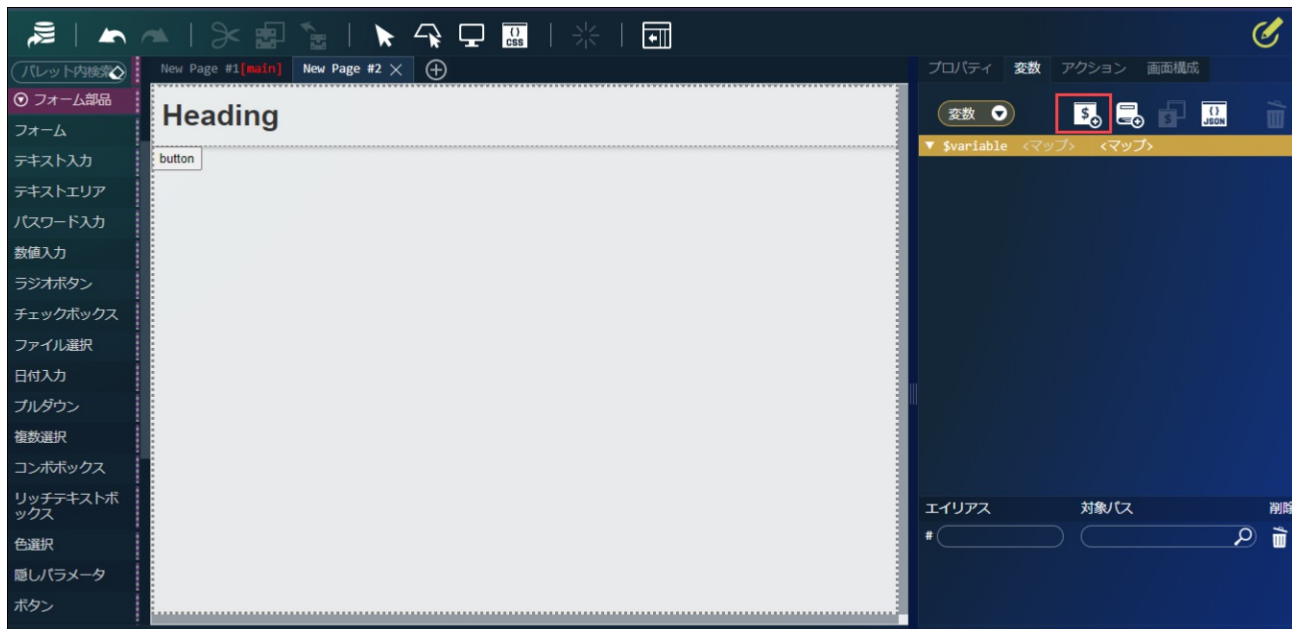 {}
CSS
パレット内検索
New Page #1[main]
New Page #2
プロパティ
変数
アクション
画面構成
フォーム部品
フォーム
テキスト入力
テキストエリア
パスワード入力
数値入力
ラジオボタン
チェックボックス
ファイル選択
日付入力
プルダウン
複数選択
コンボボックス
リッチテキストボ
ックス
色選択
隠しパラメータ
ボタン
Heading
button
変数
$
$
{}
JSON
$variable <マップ> <マップ>
エイリアス
対象パス
削除
#